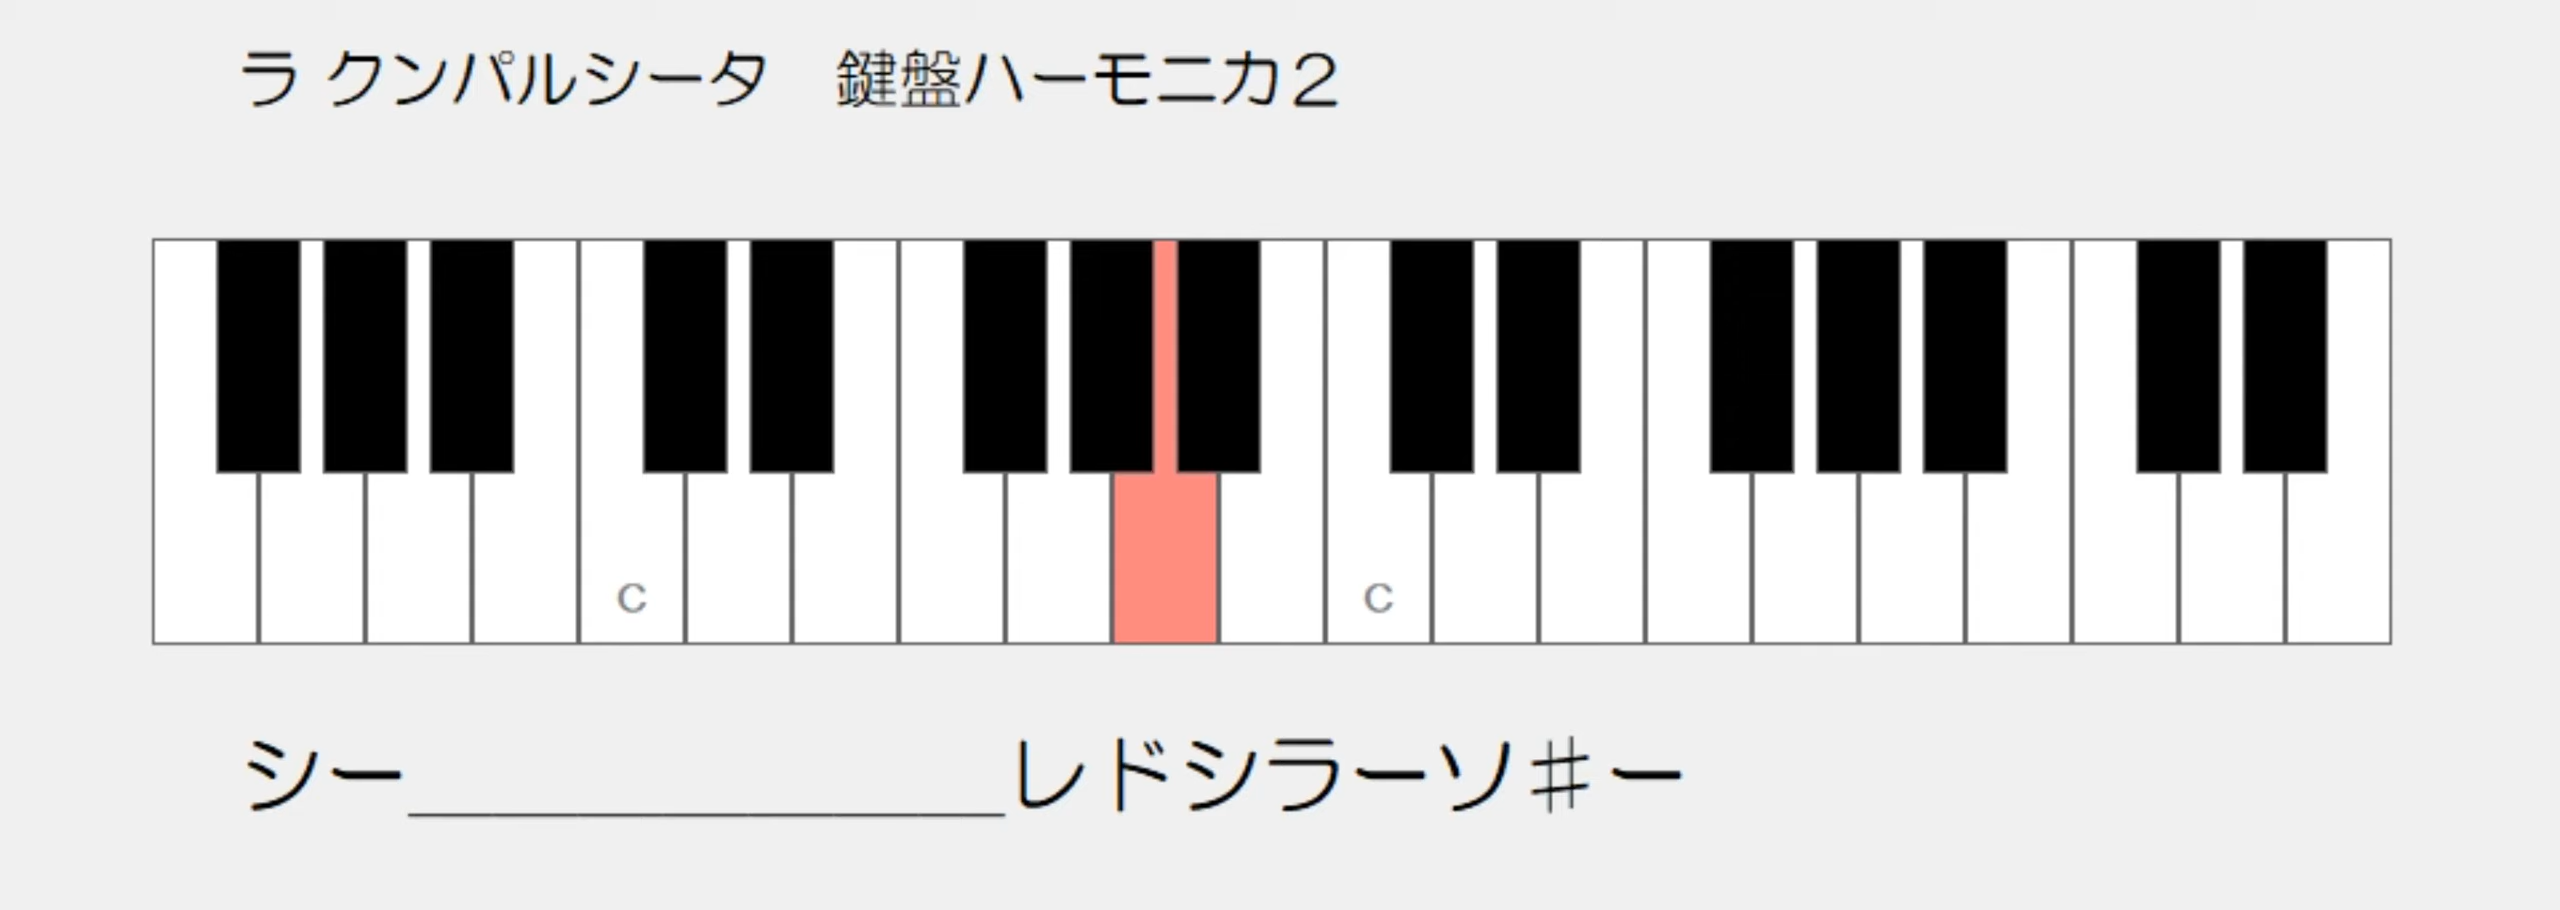 ラ クンパルシータ　鍵盤ハーモニカ２
C C
シー______________レドシラーソ＃ー